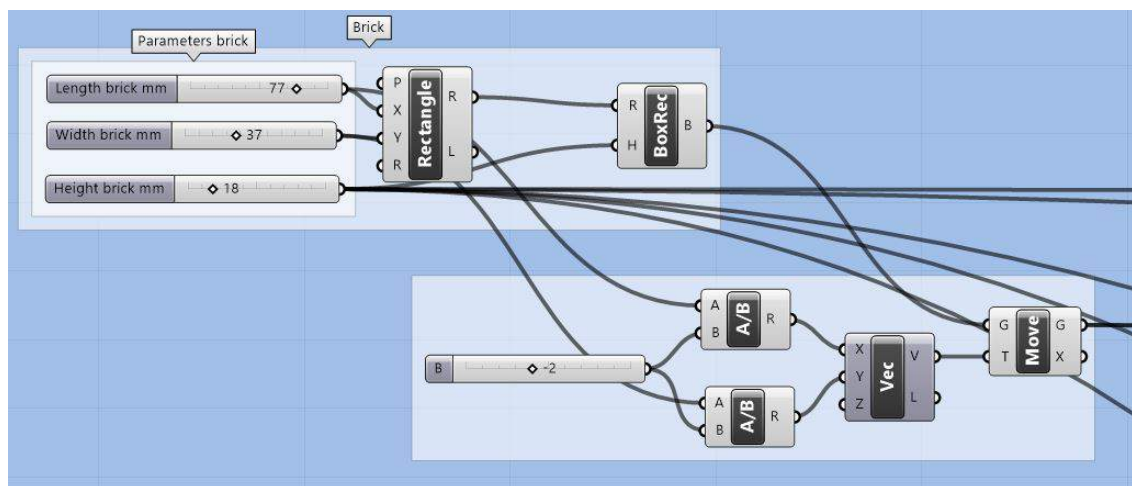 Brick
Parameters brick
Length brick mm 77
Width brick mm 37
Height brick mm 18
P
X
Y
R
Rectangle
R
L
R
H
BoxRec
B
B -2
A
B
A/B
R
A
B
A/B
R
X
Y
Z
Vec
V
L
G
T
Move
G
X